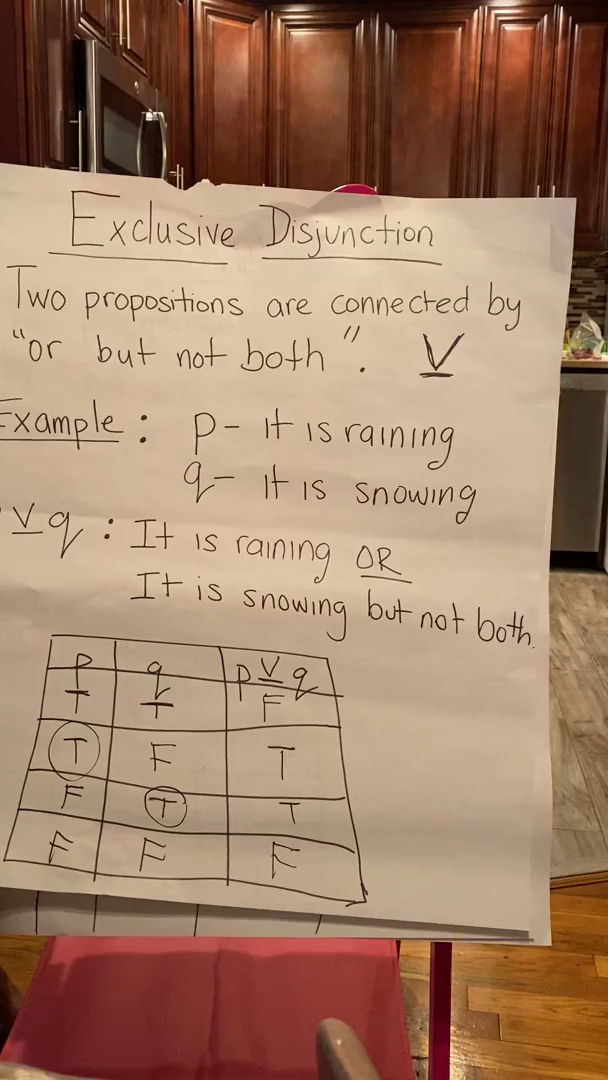 Exclusive Disjunction
Two propositions are connected by
"or but not both". V
Example: p- It is raining
q- It is snowing
V q: It is raining OR
It is snowing but not both.
p q p V q
T T F
T F T
F T T
F F F